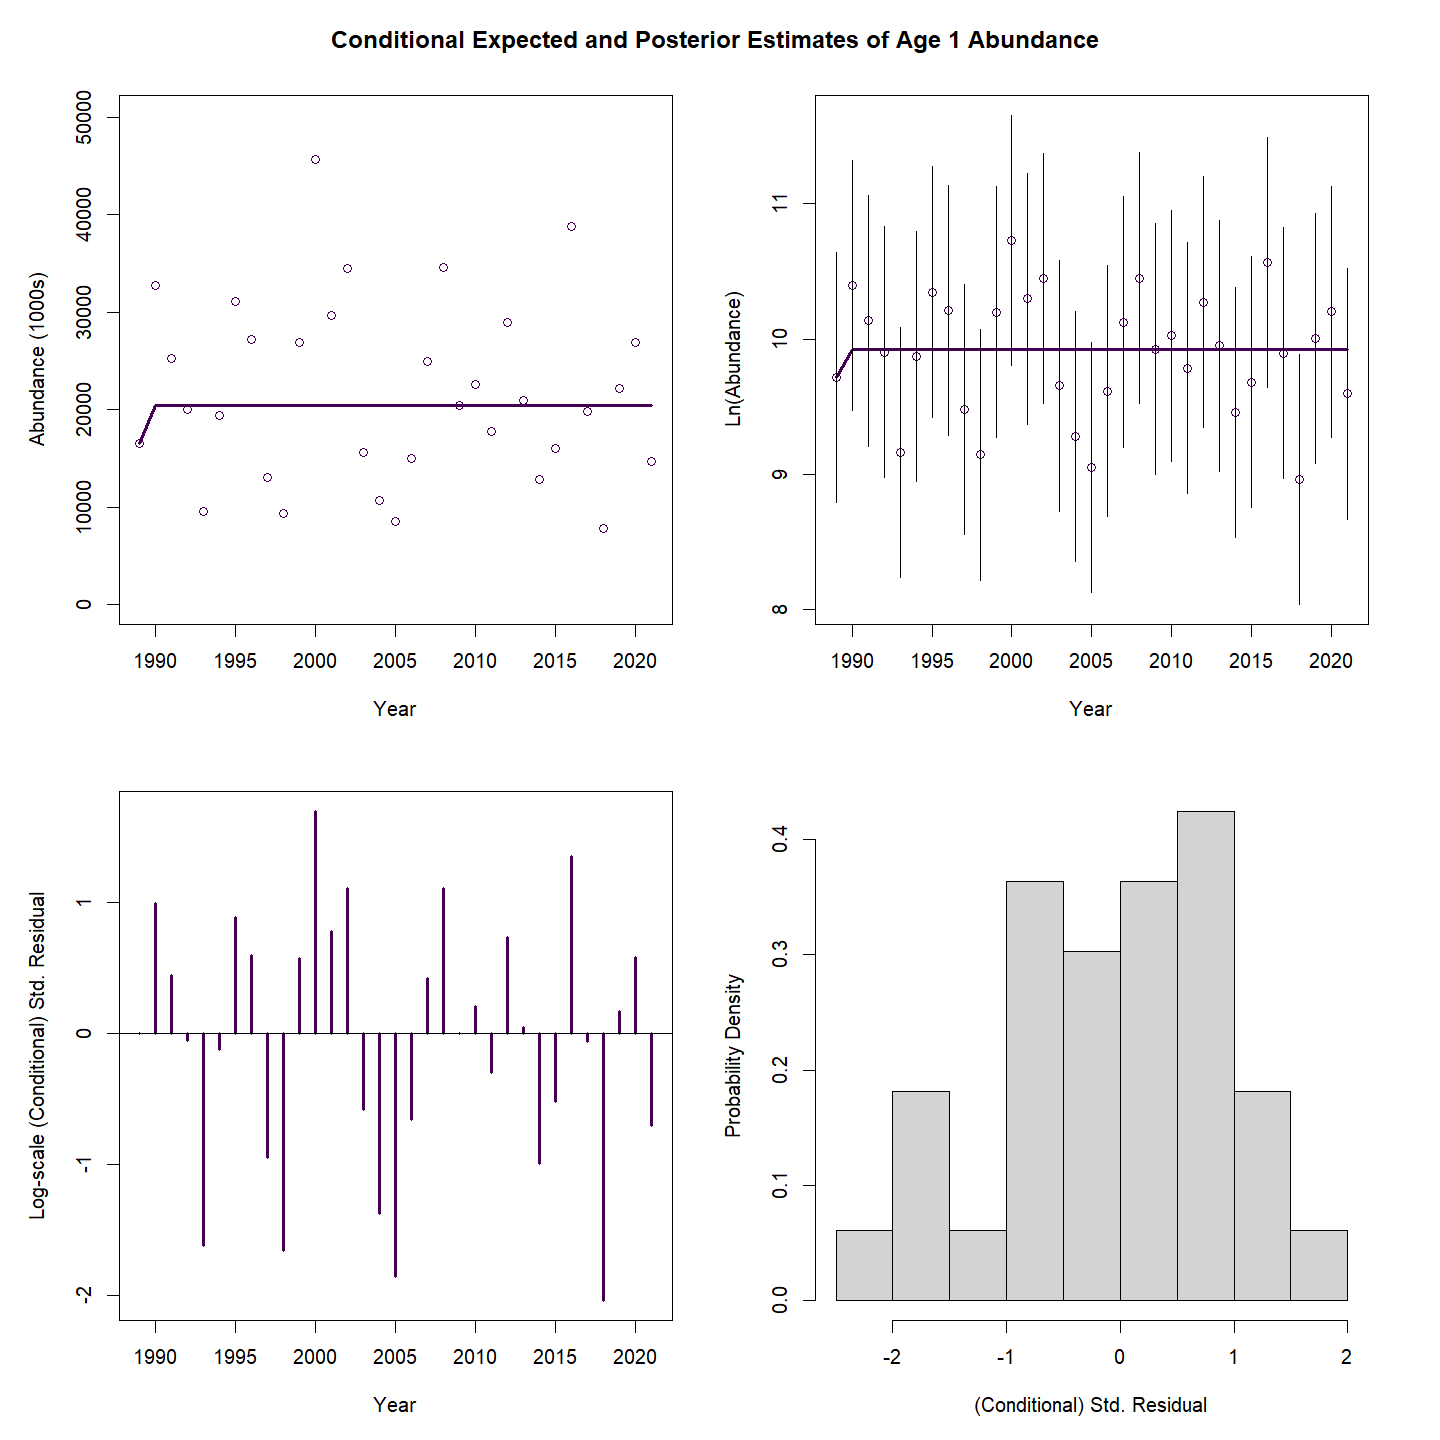 Conditional Expected and Posterior Estimates of Age 1 Abundance
Abundance (1000s)
50000
40000
30000
20000
10000
0
1990 1995 2000 2005 2010 2015 2020
Year
Ln(Abundance)
11
10
9
8
1990 1995 2000 2005 2010 2015 2020
Year
Log-scale (Conditional) Std. Residual
1
0
-1
-2
1990 1995 2000 2005 2010 2015 2020
Year
Probability Density
0.4
0.3
0.2
0.1
0.0
-2 -1 0 1 2
(Conditional) Std. Residual